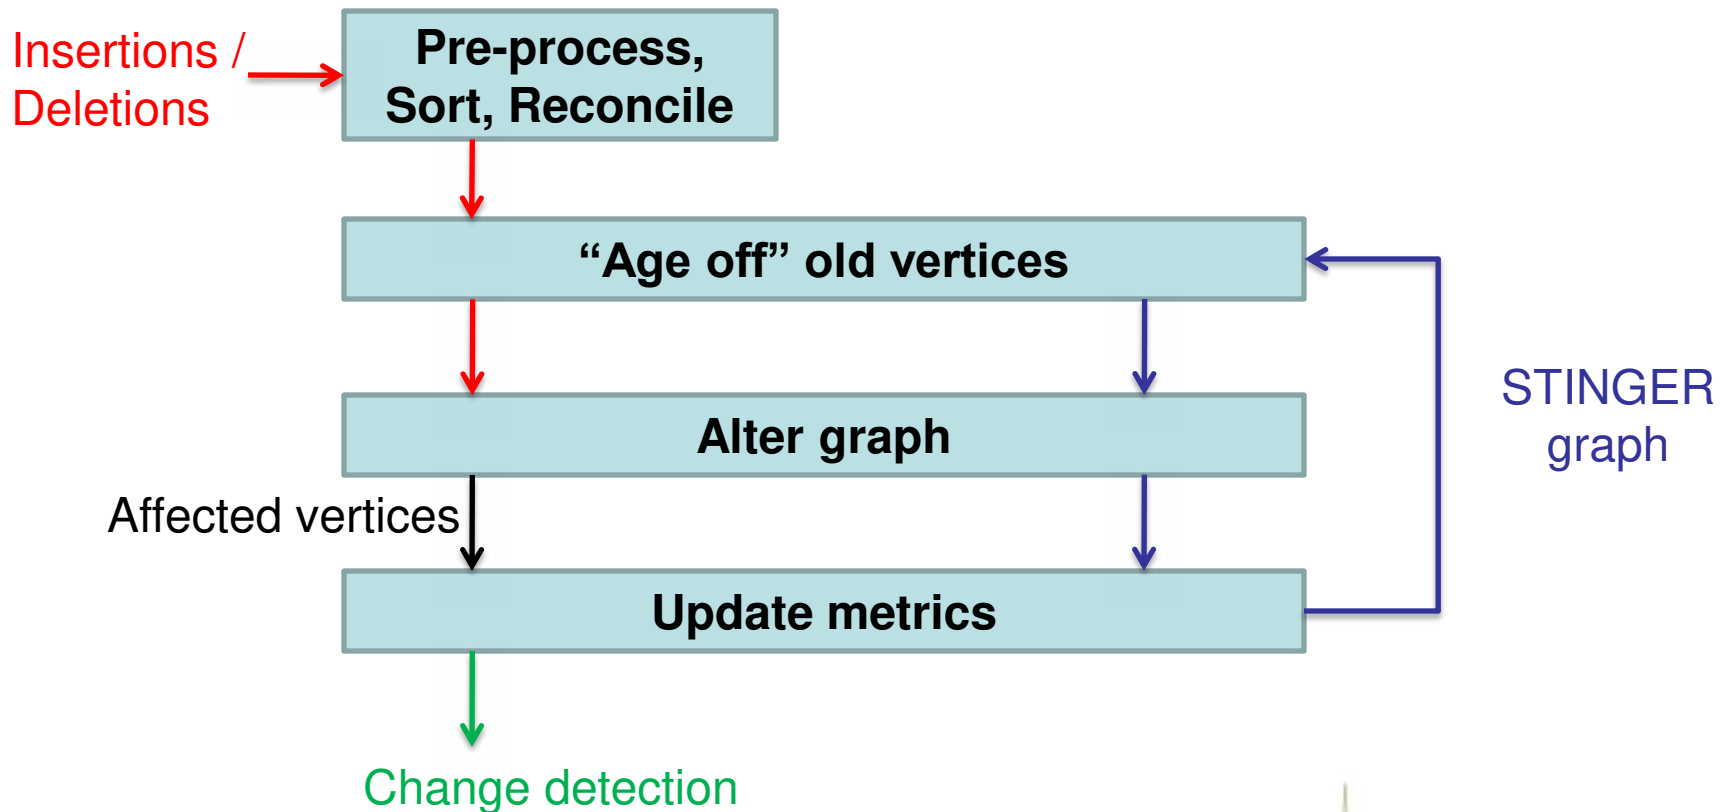 Insertions /
Deletions
Pre-process,
Sort, Reconcile
“Age off” old vertices
Alter graph
STINGER
graph
Affected vertices
Update metrics
Change detection